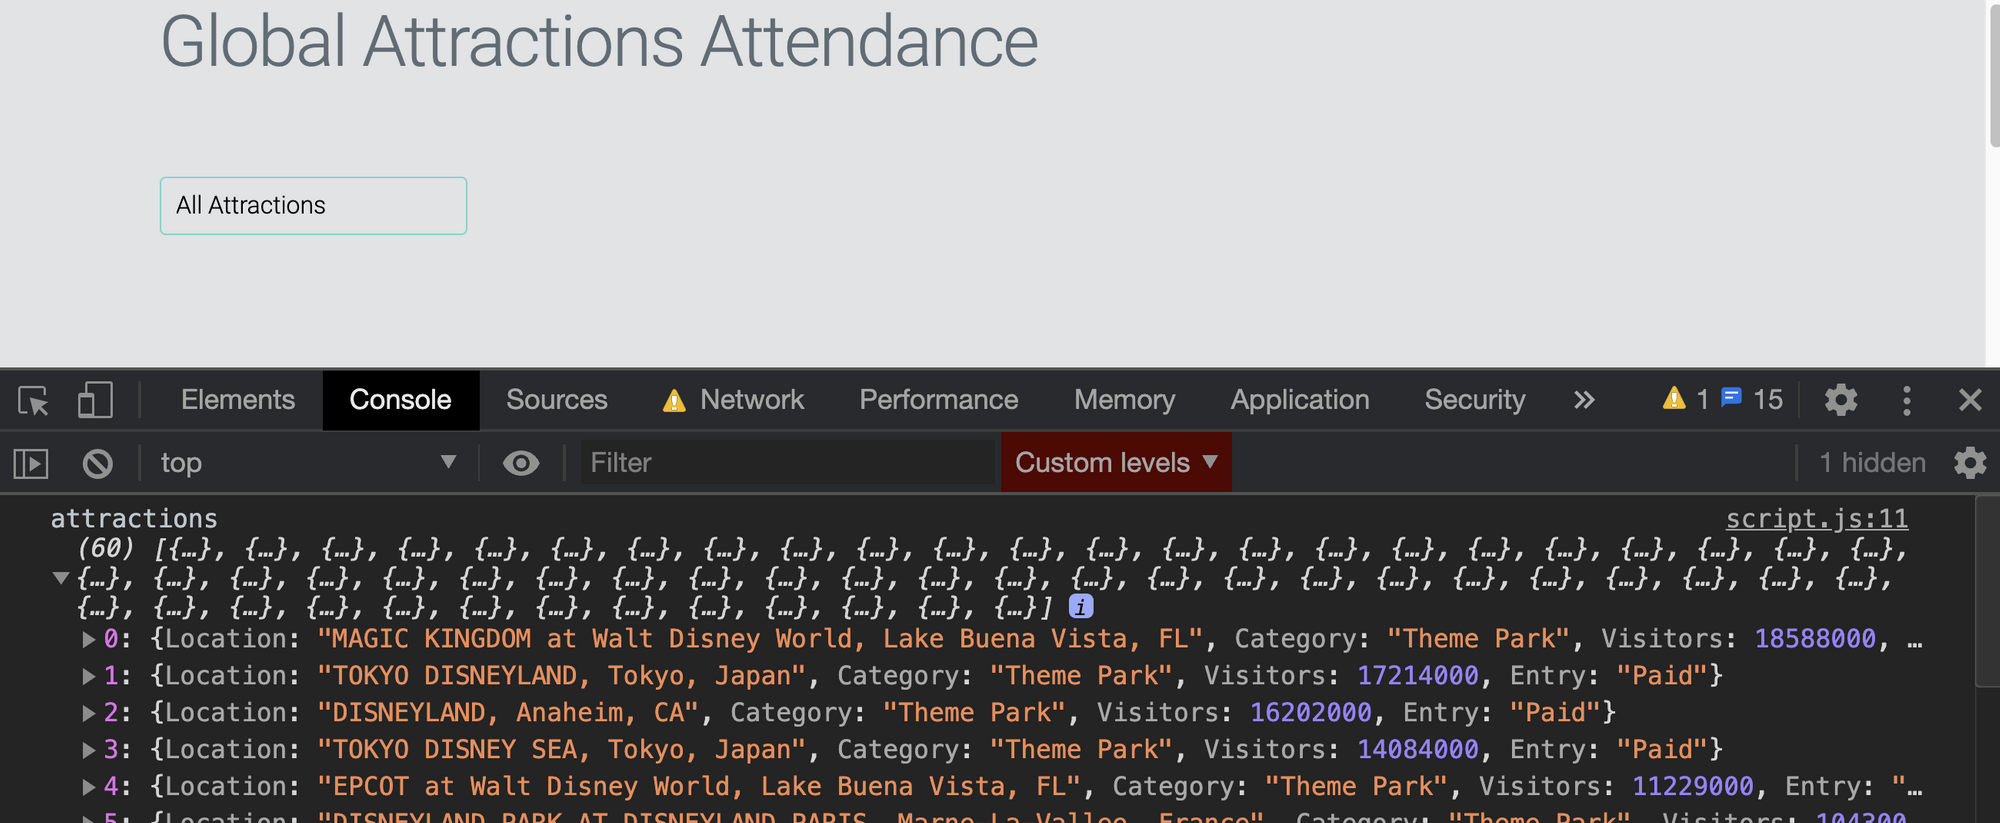 Global Attractions Attendance
All Attractions
Elements Console Sources Network Performance Memory Application Security » 1 15
top Filter Custom levels 1 hidden
attractions script.js:11
(60) [{…}, {…}, {…}, {…}, {…}, {…}, {…}, {…}, {…}, {…}, {…}, {…}, {…}, {…}, {…}, {…}, {…}, {…}, {…}, {…}, {…}, {…}, {…},
{…}, {…}, {…}, {…}, {…}, {…}, {…}, {…}, {…}, {…}, {…}, {…}, {…}, {…}, {…}, {…}, {…}, {…}, {…}, {…}, {…}, {…}, {…}, {…},
{…}, {…}, {…}, {…}, {…}, {…}, {…}, {…}, {…}, {…}, {…}, {…}, {…}] i
0: {Location: "MAGIC KINGDOM at Walt Disney World, Lake Buena Vista, FL", Category: "Theme Park", Visitors: 18588000, …
1: {Location: "TOKYO DISNEYLAND, Tokyo, Japan", Category: "Theme Park", Visitors: 17214000, Entry: "Paid"}
2: {Location: "DISNEYLAND, Anaheim, CA", Category: "Theme Park", Visitors: 16202000, Entry: "Paid"}
3: {Location: "TOKYO DISNEY SEA, Tokyo, Japan", Category: "Theme Park", Visitors: 14084000, Entry: "Paid"}
4: {Location: "EPCOT at Walt Disney World, Lake Buena Vista, FL", Category: "Theme Park", Visitors: 11229000, Entry: "…
5: {Location: "DISNEYLAND PARK AT DISNEYLAND PARIS, Marne-La-Vallee, France", Category: "Theme Park", Visitors: 104300